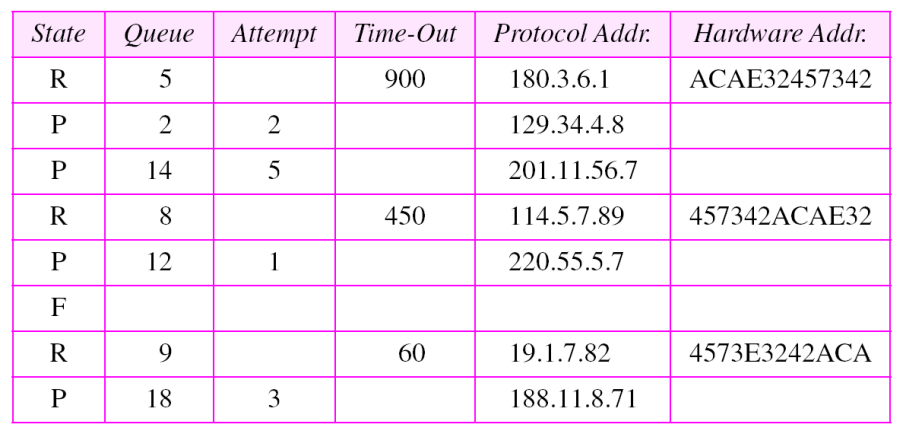 State Queue Attempt Time-Out Protocol Addr. Hardware Addr.
R 5 900 180.3.6.1 ACAE32457342
P 2 2 129.34.4.8
P 14 5 201.11.56.7
R 8 450 114.5.7.89 457342ACAE32
P 12 1 220.55.5.7
F
R 9 60 19.1.7.82 4573E3242ACA
P 18 3 188.11.8.71